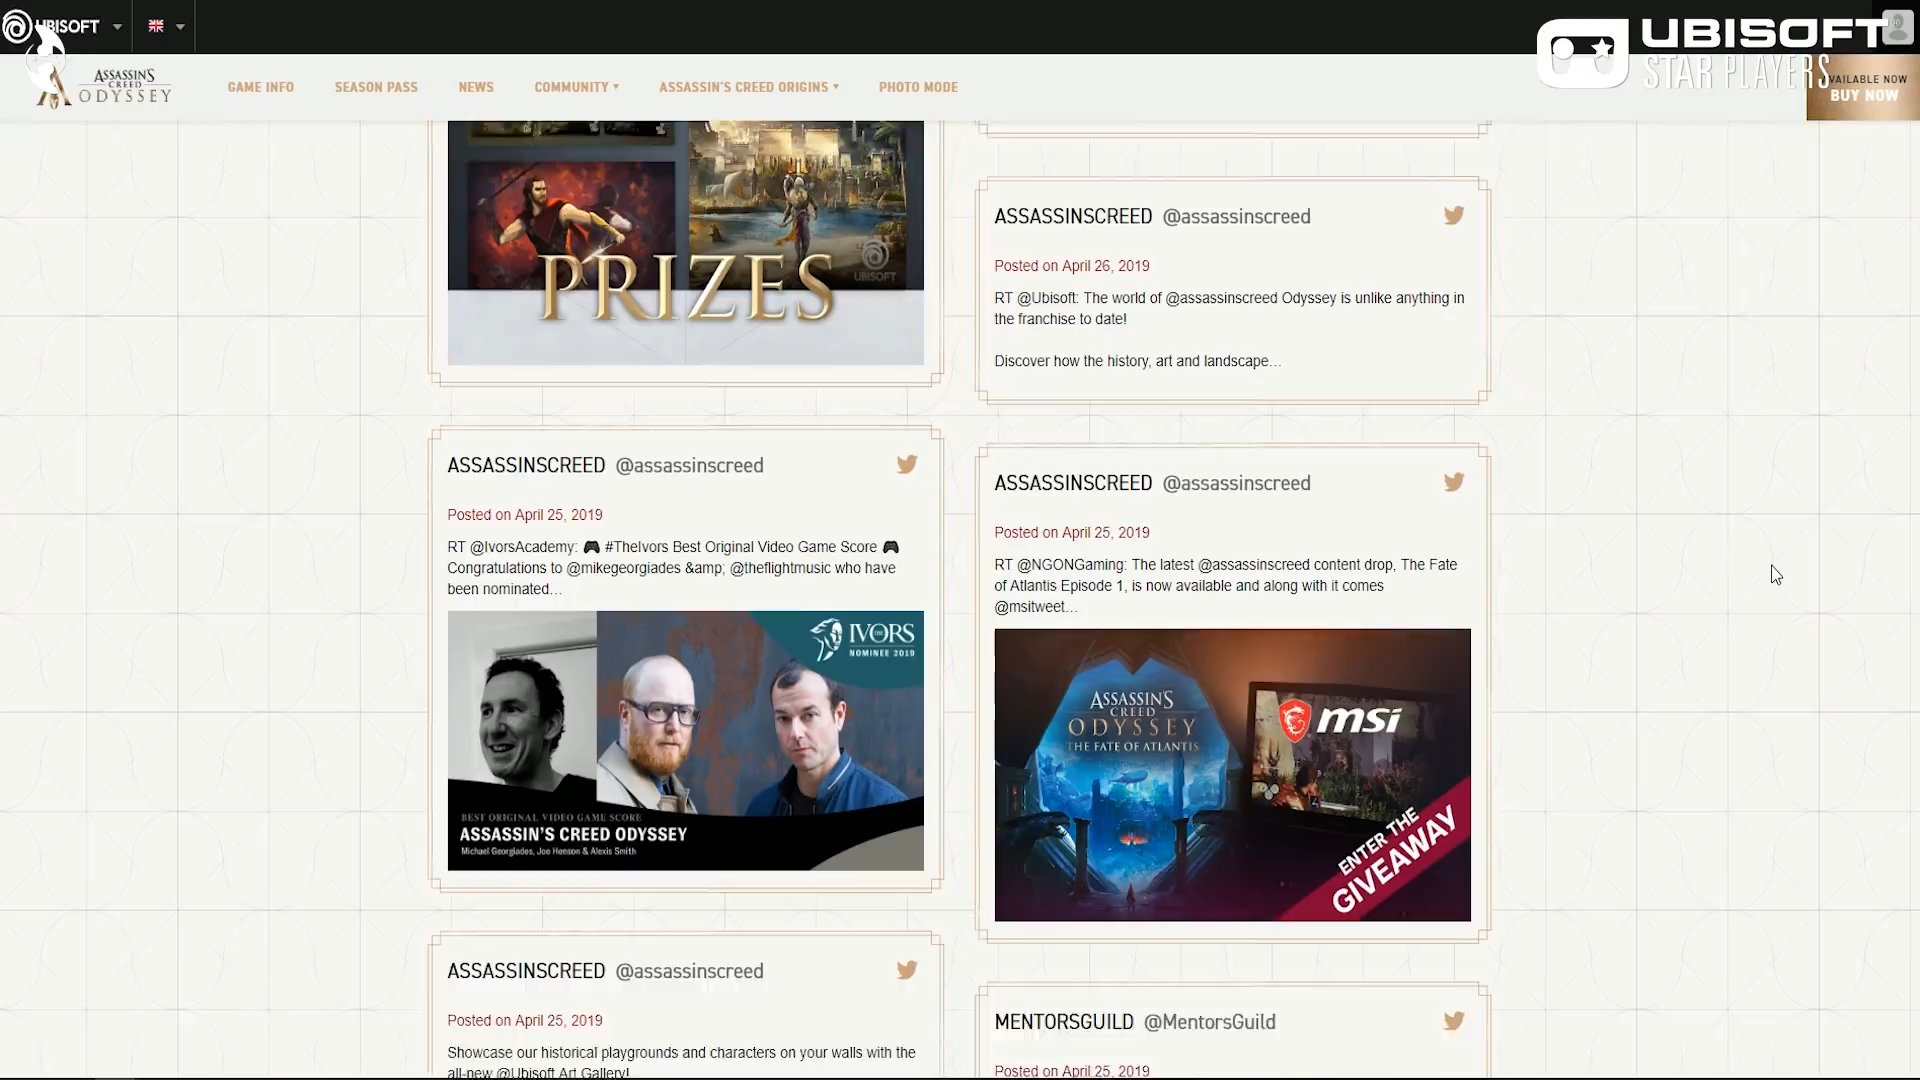 UBISOFT
UBISOFT
STAR PLAYERS
ASSASSIN'S
CREED
ODYSSEY
GAME INFO
SEASON PASS
NEWS
COMMUNITY
ASSASSIN'S CREED ORIGINS
PHOTO MODE
AVAILABLE NOW
BUY NOW
UBISOFT
PRIZES
ASSASSINSCREED @assassinscreed
Posted on April 26, 2019
RT @Ubisoft: The world of @assassinscreed Odyssey is unlike anything in
the franchise to date!
Discover how the history, art and landscape…
ASSASSINSCREED @assassinscreed
Posted on April 25, 2019
RT @IvorsAcademy: 🎮 #TheIvors Best Original Video Game Score 🎮
Congratulations to @mikegeorgiades &amp; @theflightmusic who have
been nominated…
THE IVORS
NOMINEE 2019
BEST ORIGINAL VIDEO GAME SCORE
ASSASSIN'S CREED ODYSSEY
Michael Georgiades, Joe Henson & Alexis Smith
ASSASSINSCREED @assassinscreed
Posted on April 25, 2019
RT @NGONGaming: The latest @assassinscreed content drop, The Fate
of Atlantis Episode 1, is now available and along with it comes
@msitweet…
ASSASSIN'S
CREED
ODYSSEY
THE FATE OF ATLANTIS
msi
ENTER THE
GIVEAWAY
ASSASSINSCREED @assassinscreed
Posted on April 25, 2019
Showcase our historical playgrounds and characters on your walls with the
all-new @Ubisoft Art Gallery!
MENTORSGUILD @MentorsGuild
Posted on April 25, 2019